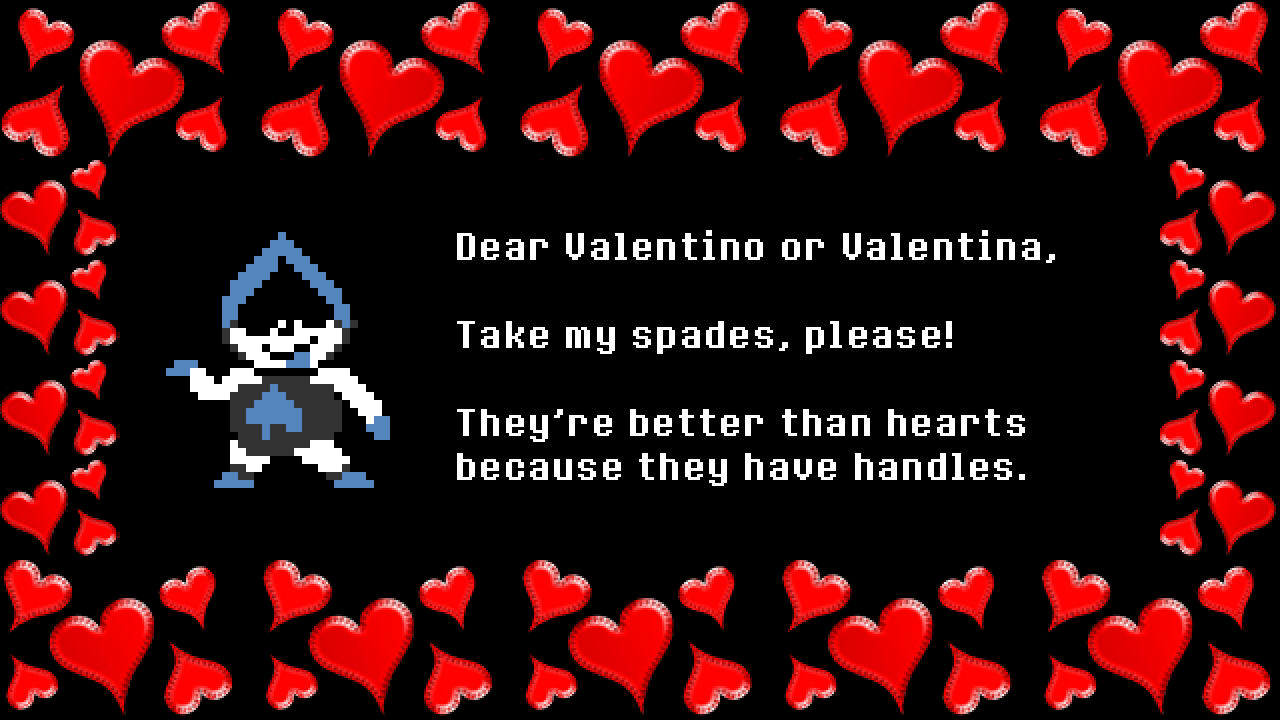 Dear Valentino or Valentina,
Take my spades, please!
They're better than hearts
because they have handles.